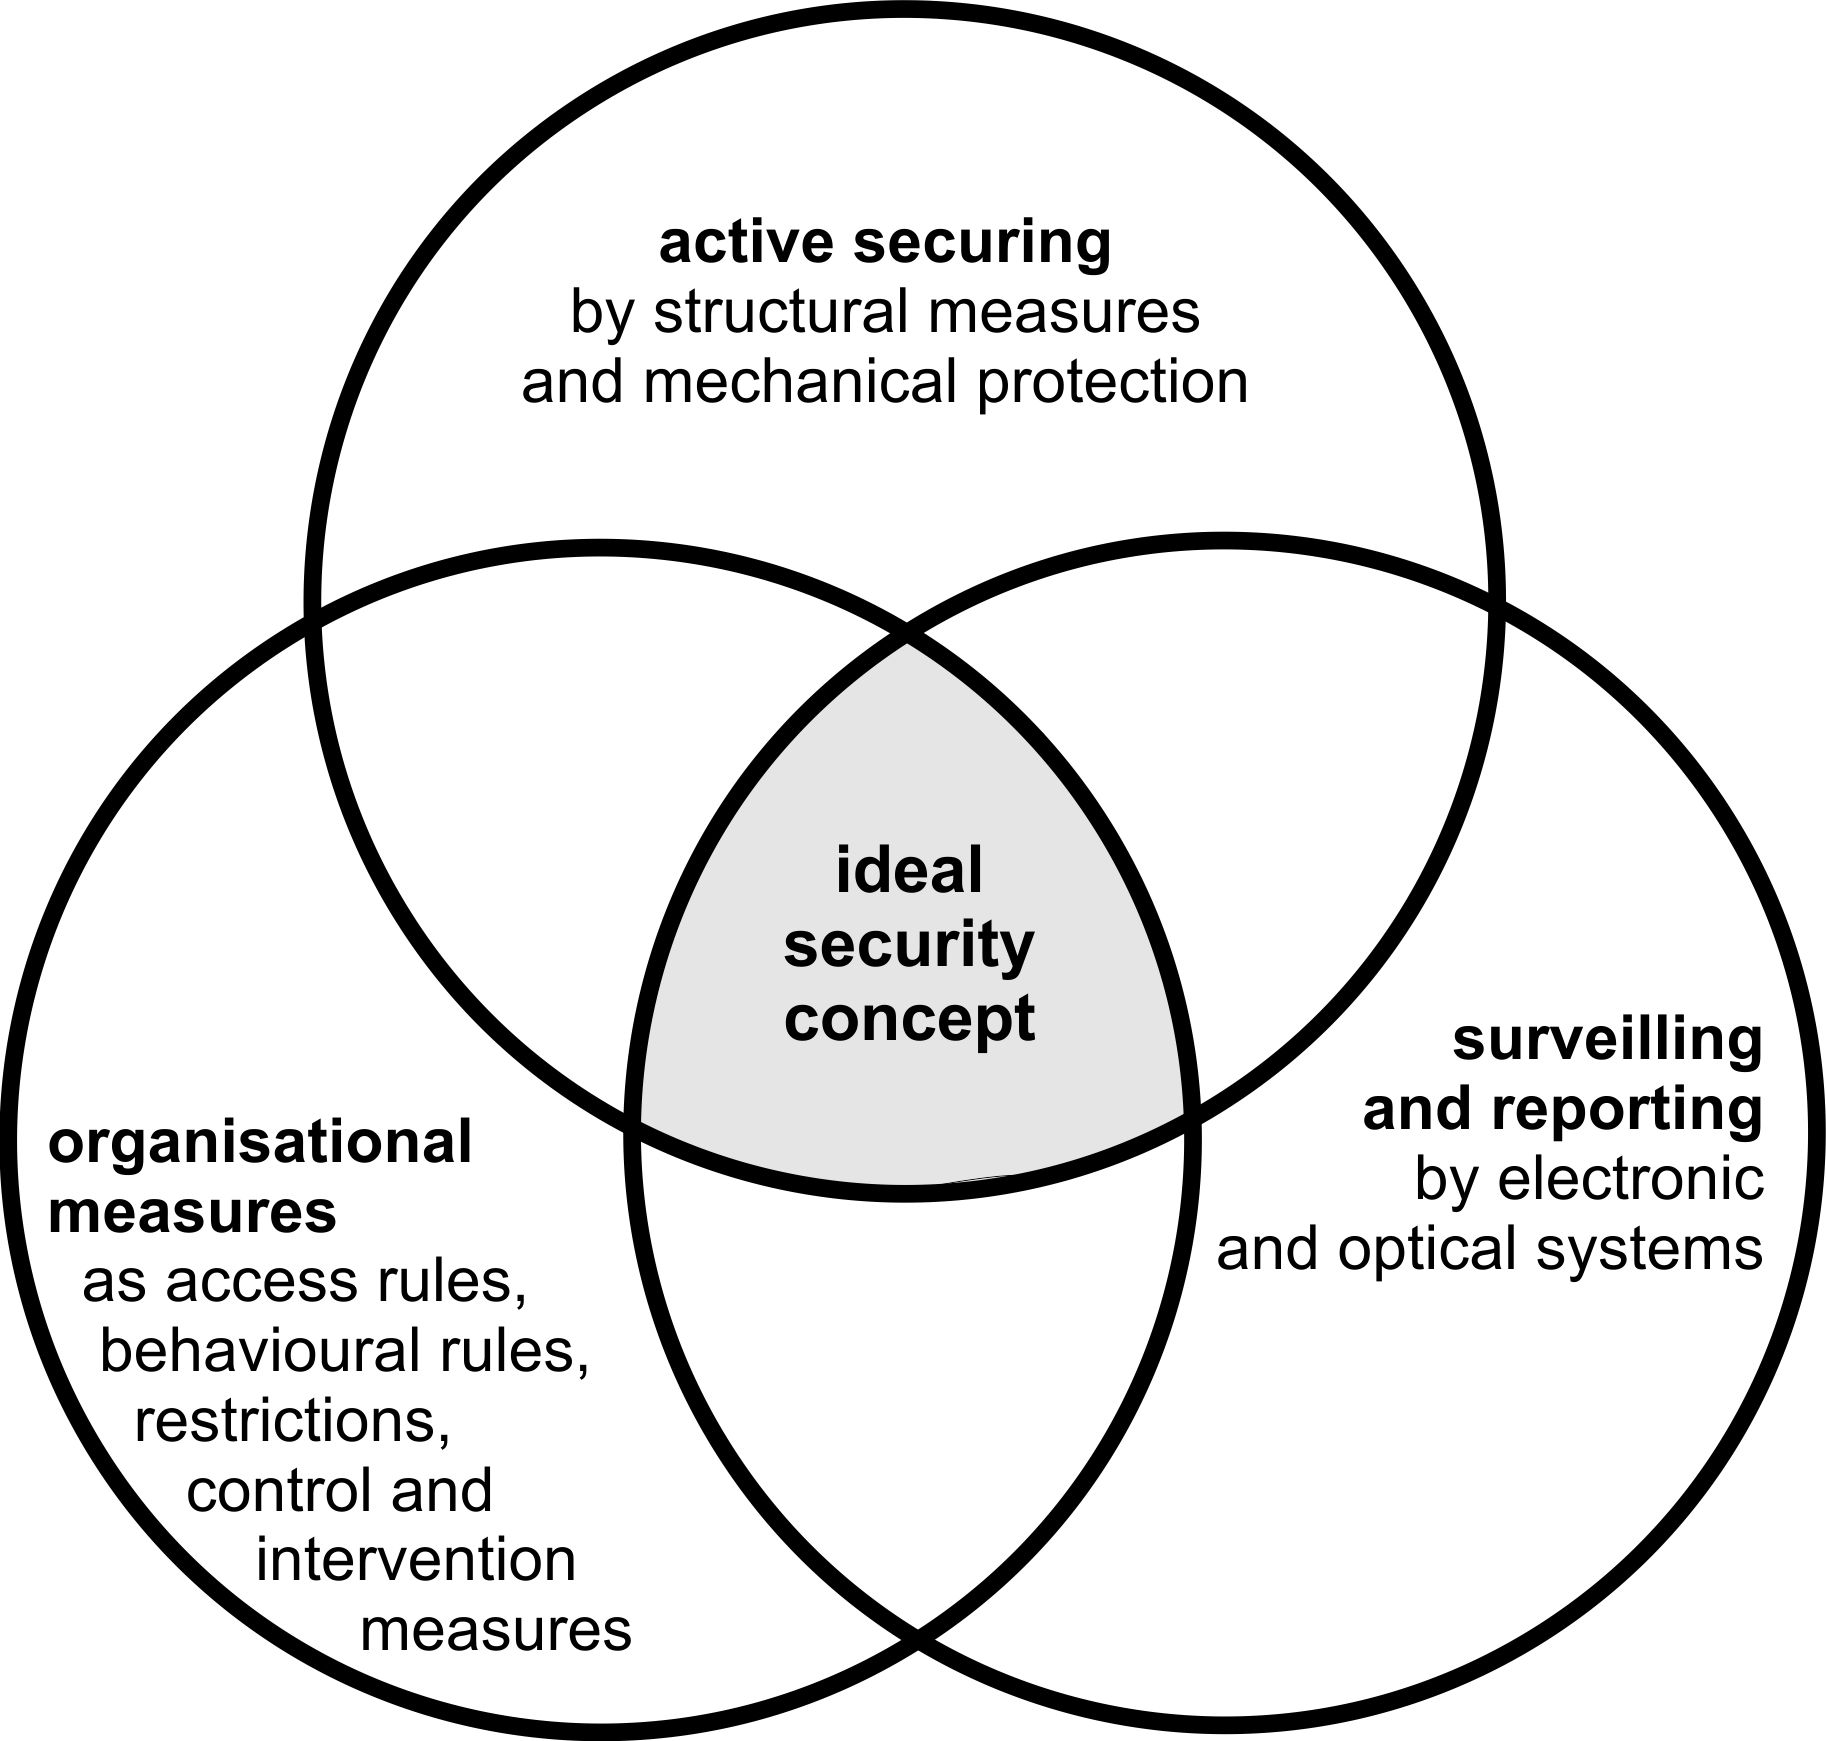 active securing
by structural measures
and mechanical protection
ideal
security
concept
organisational
measures
as access rules,
behavioural rules,
restrictions,
control and
intervention
measures
surveilling
and reporting
by electronic
and optical systems